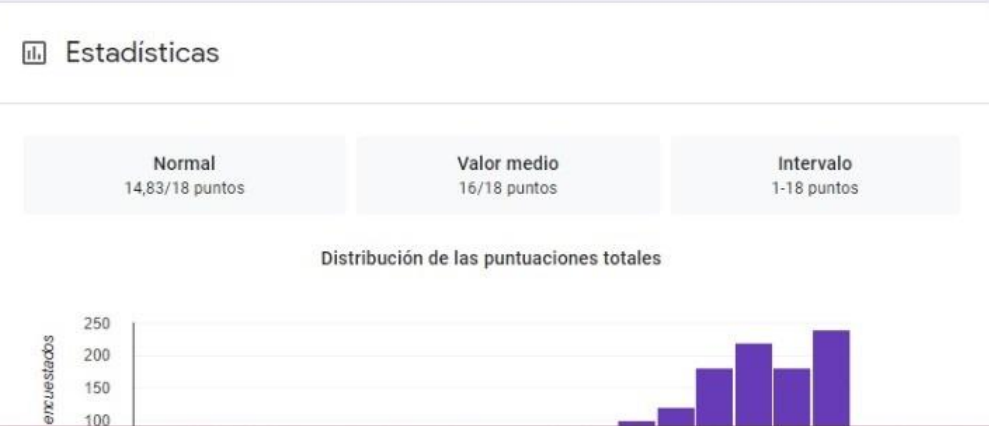 Estadísticas
Normal
14,83/18 puntos
Valor medio
16/18 puntos
Intervalo
1-18 puntos
Distribución de las puntuaciones totales
250
200
150
100
encuestados